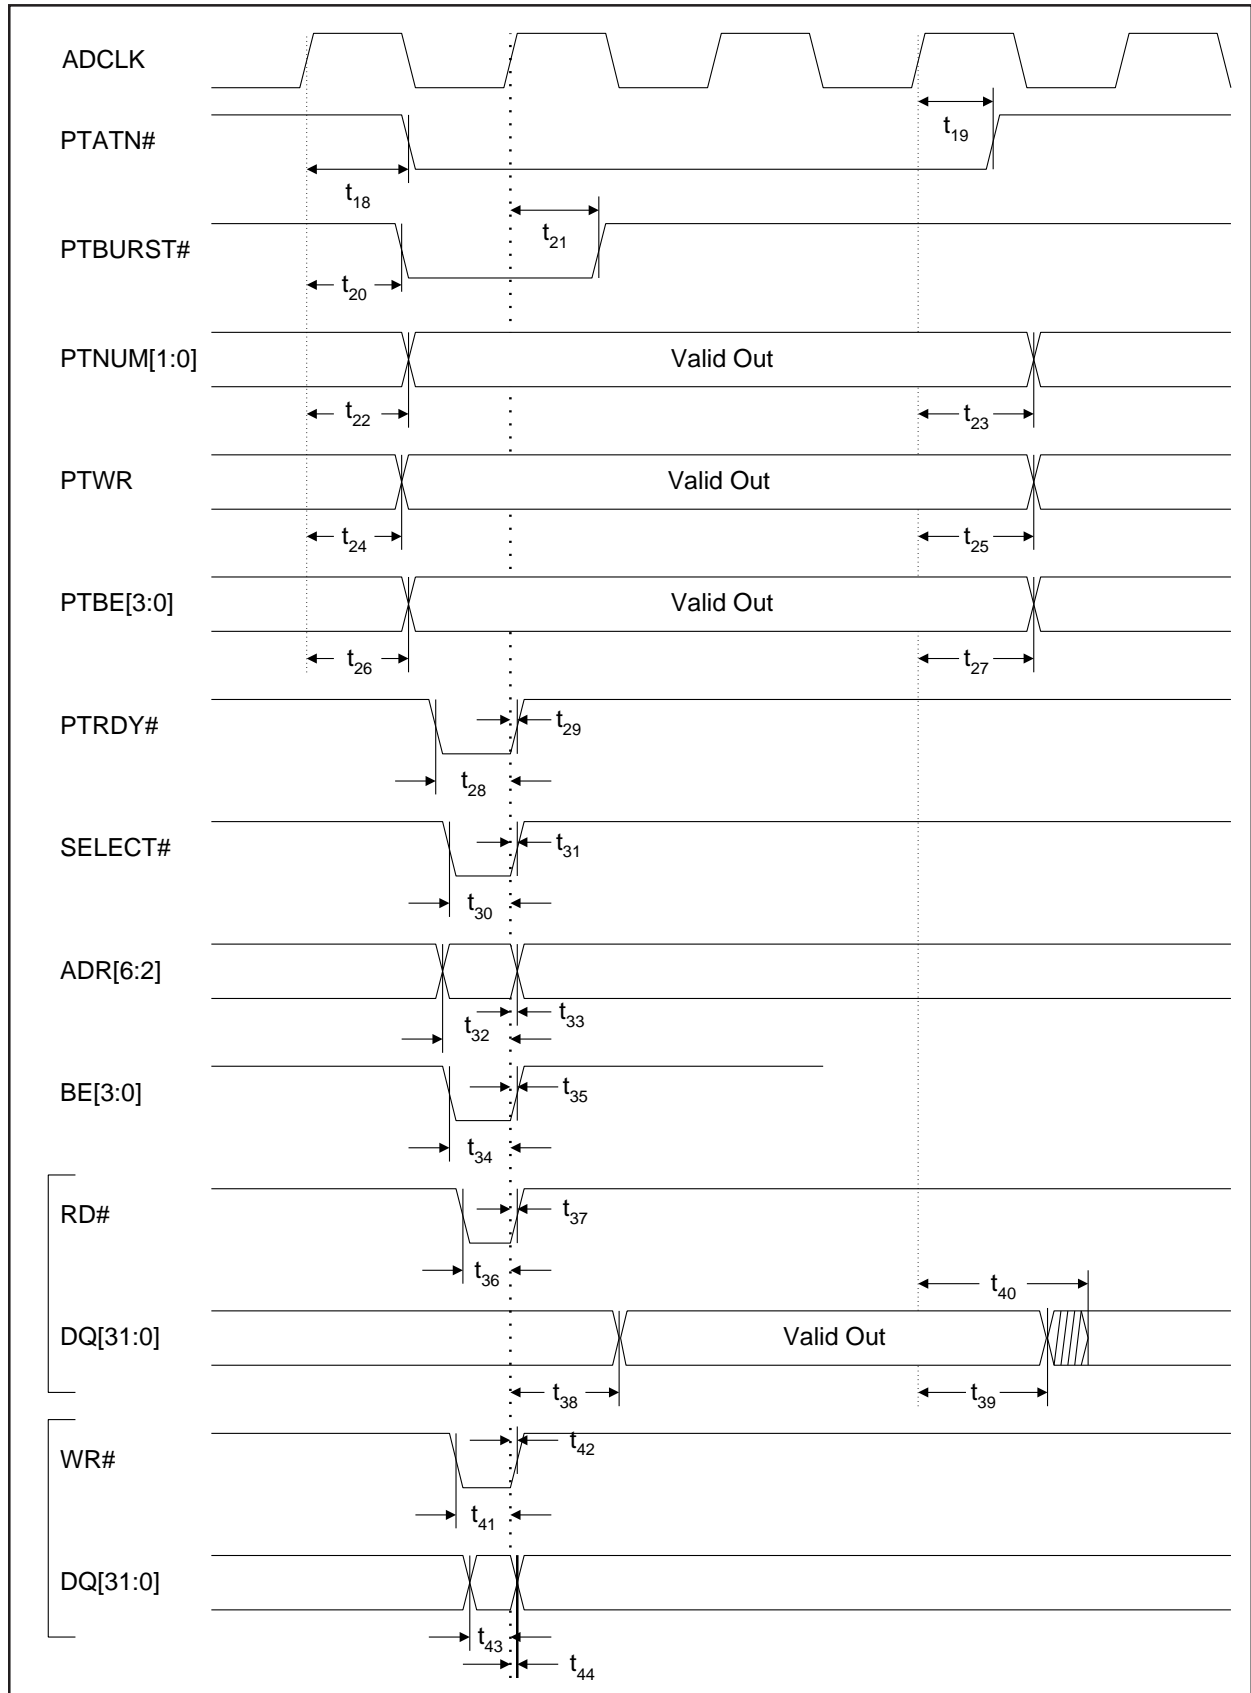 ADCLK
PTATN#
t19
t18
PTBURST#
t21
t20
PTNUM[1:0]
Valid Out
t22
t23
PTWR
Valid Out
t24
t25
PTBE[3:0]
Valid Out
t26
t27
PTRDY#
t29
t28
SELECT#
t31
t30
ADR[6:2]
t33
t32
BE[3:0]
t35
t34
RD#
t37
t36
t40
DQ[31:0]
Valid Out
t38
t39
WR#
t42
t41
DQ[31:0]
t43
t44